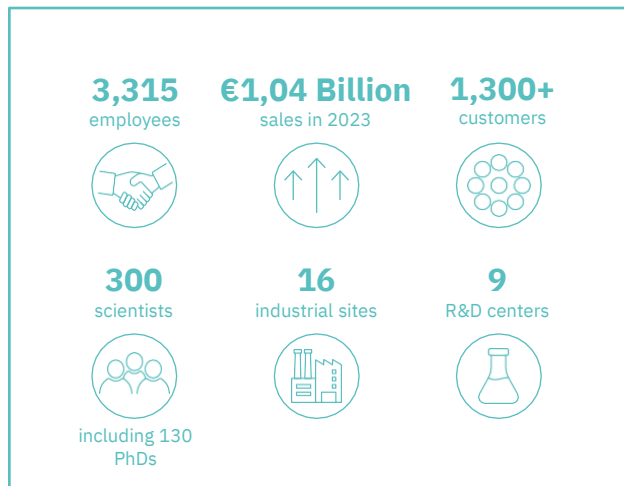 3,315
employees
€1,04 Billion
sales in 2023
1,300+
customers
300
scientists
including 130
PhDs
16
industrial sites
9
R&D centers